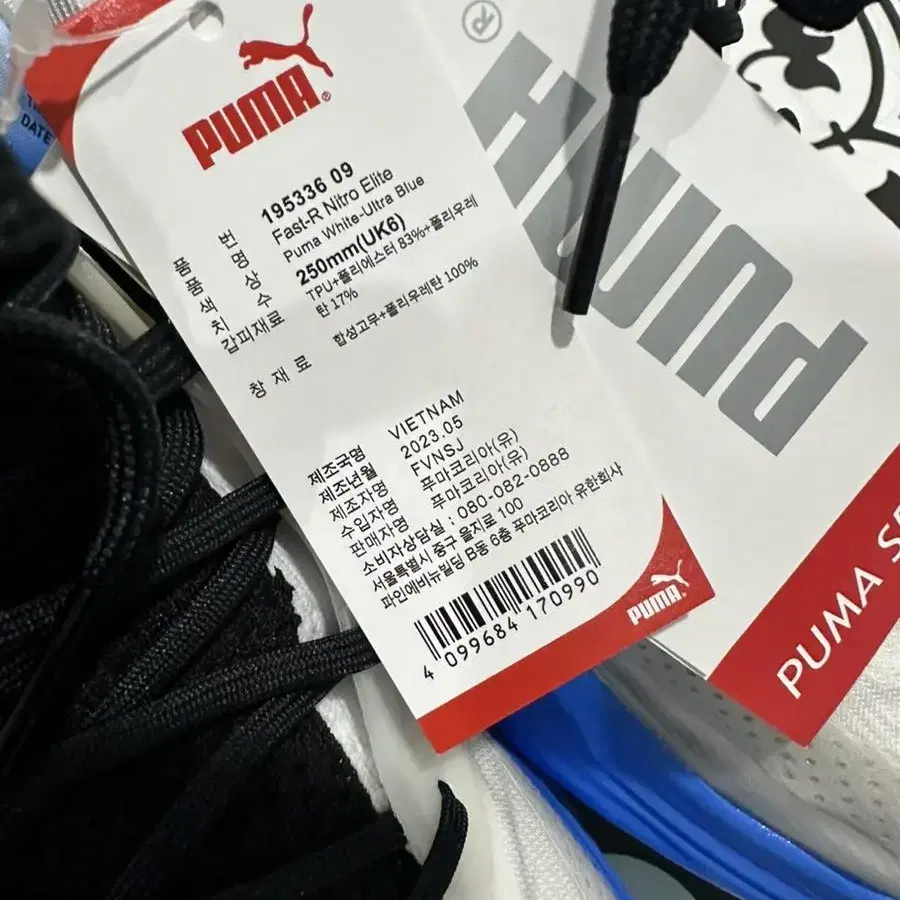 PUMA®
품번 195336 09
품명 Fast-R Nitro Elite
색상 Puma White-Ultra Blue
치수 250mm(UK6)
갑피재료 TPU+폴리에스터 83%+폴리우레
탄 17%
창재료 합성고무+폴리우레탄 100%
제조국명 VIETNAM
제조년월 2023.05
제조자명 FVNSJ
수입자명 푸마코리아(유)
판매자명 푸마코리아(유)
소비자상담실 : 080-082-0888
서울특별시 중구 을지로 100
파인에비뉴빌딩 B동 6층 푸마코리아 유한회사
4 099684 170990
PUMA
PUMA
®
PUMA
DATE